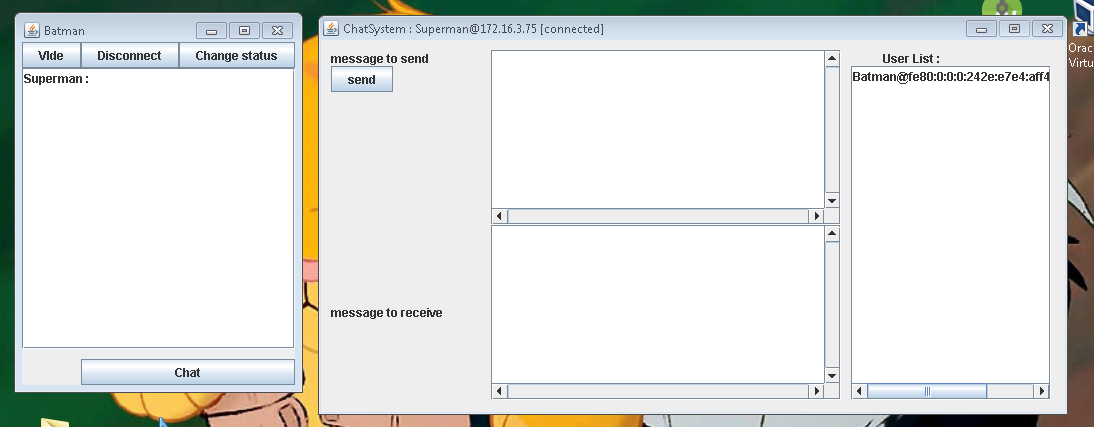 Batman
Vlde
Disconnect
Change status
Superman :
Chat
ChatSystem : Superman@172.16.3.75 [connected]
message to send
send
message to receive
User List :
Batman@fe80:0:0:0:242e:e7e4:aff4
Orac
Virtu